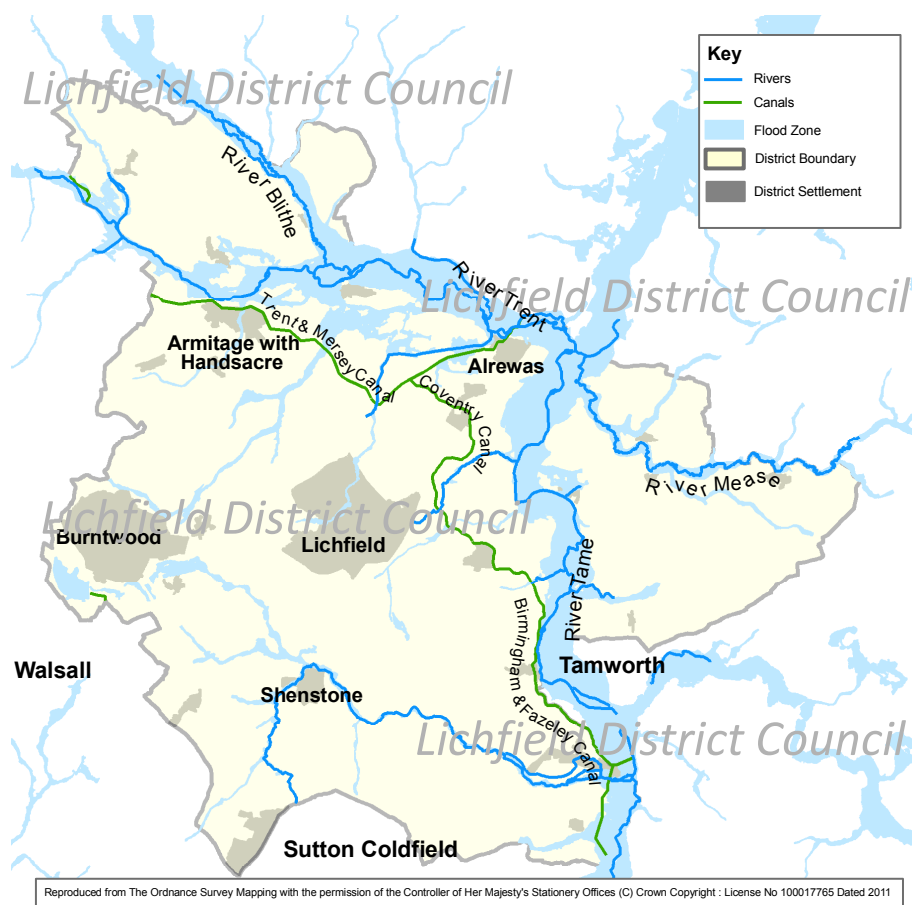 Lichfield District Council
Key
Rivers
Canals
Flood Zone
District Boundary
District Settlement
River Blithe
River Trent
Lichfield District Council
Trent & Mersey Canal
Armitage with
Handsacre
Alrewas
Coventry Canal
River Mease
Lichfield District Council
Burntwood
Lichfield
River Tame
Birmingham & Fazeley Canal
Walsall
Tamworth
Shenstone
Lichfield District Council
Sutton Coldfield
Reproduced from The Ordnance Survey Mapping with the permission of the Controller of Her Majesty's Stationery Offices (C) Crown Copyright : License No 100017765 Dated 2011